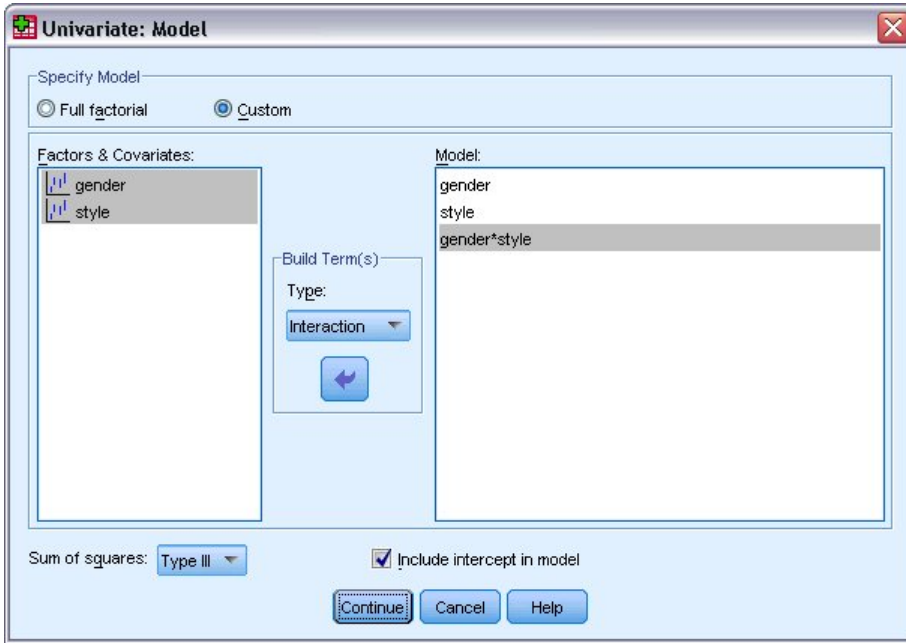 Univariate: Model
Specify Model
Full factorial
Custom
Factors & Covariates:
gender
style
Build Term(s)
Type:
Interaction
Model:
gender
style
gender*style
Sum of squares: Type III
Include intercept in model
Continue Cancel Help